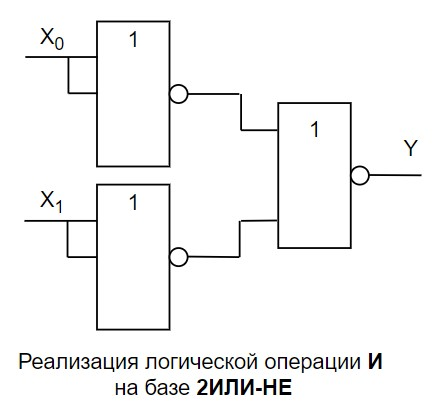 X0
1
1
Y
X1
1
Реализация логической операции И
на базе 2ИЛИ-НЕ